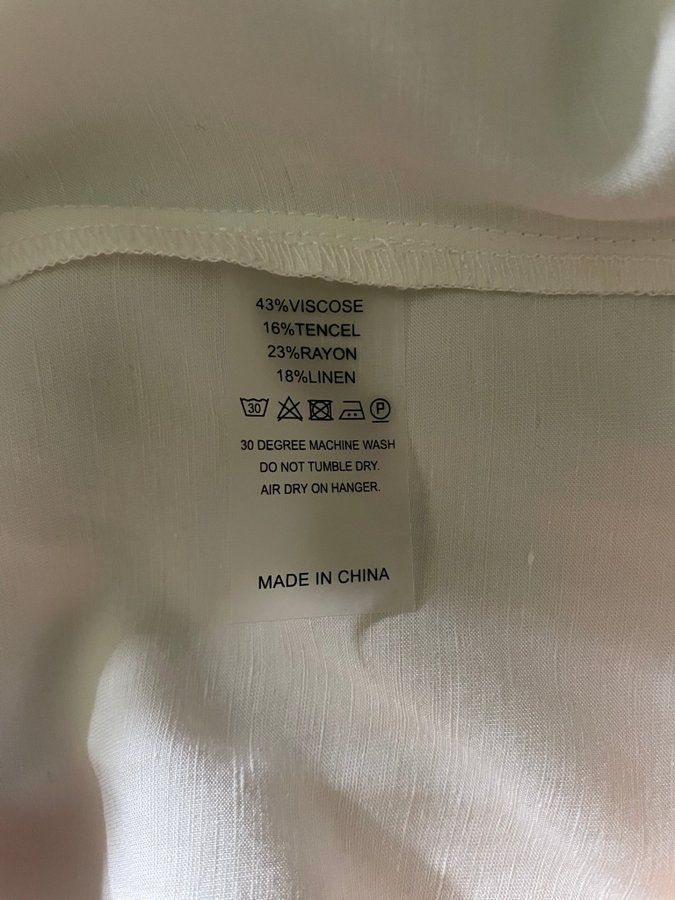 43%VISCOSE
16%TENCEL
23%RAYON
18%LINEN
30 P
30 DEGREE MACHINE WASH
DO NOT TUMBLE DRY.
AIR DRY ON HANGER.
MADE IN CHINA